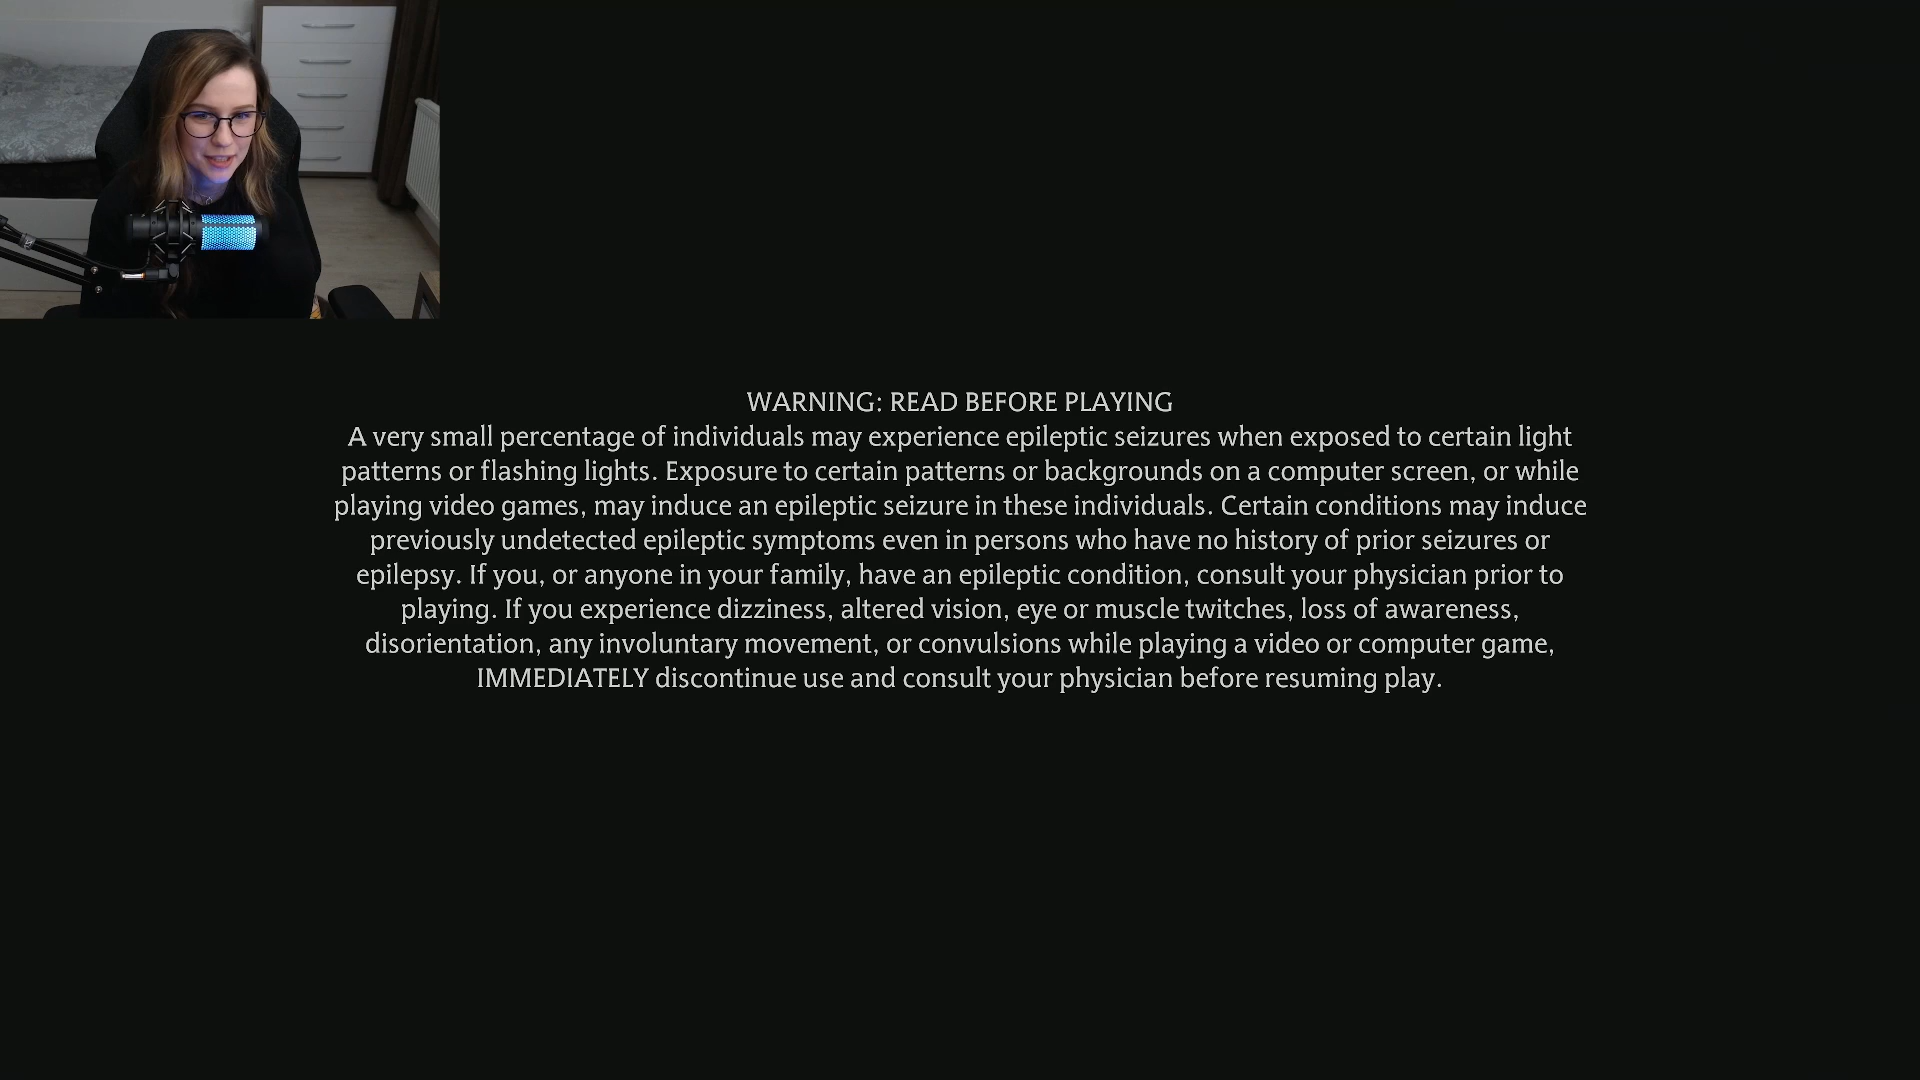 WARNING: READ BEFORE PLAYING
A very small percentage of individuals may experience epileptic seizures when exposed to certain light
patterns or flashing lights. Exposure to certain patterns or backgrounds on a computer screen, or while
playing video games, may induce an epileptic seizure in these individuals. Certain conditions may induce
previously undetected epileptic symptoms even in persons who have no history of prior seizures or
epilepsy. If you, or anyone in your family, have an epileptic condition, consult your physician prior to
playing. If you experience dizziness, altered vision, eye or muscle twitches, loss of awareness,
disorientation, any involuntary movement, or convulsions while playing a video or computer game,
IMMEDIATELY discontinue use and consult your physician before resuming play.